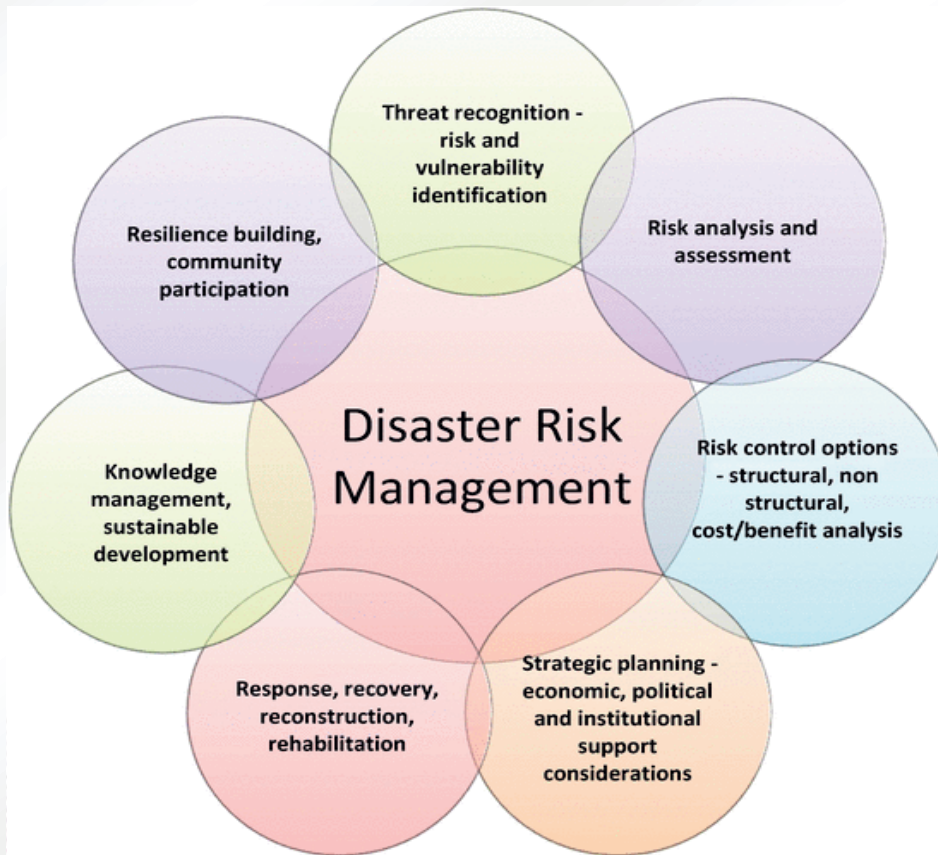 Threat recognition -
risk and
vulnerability
identification
Risk analysis and
assessment
Risk control options
- structural, non
structural,
cost/benefit analysis
Strategic planning -
economic, political
and institutional
support
considerations
Response, recovery,
reconstruction,
rehabilitation
Knowledge
management,
sustainable
development
Resilience building,
community
participation
Disaster Risk
Management